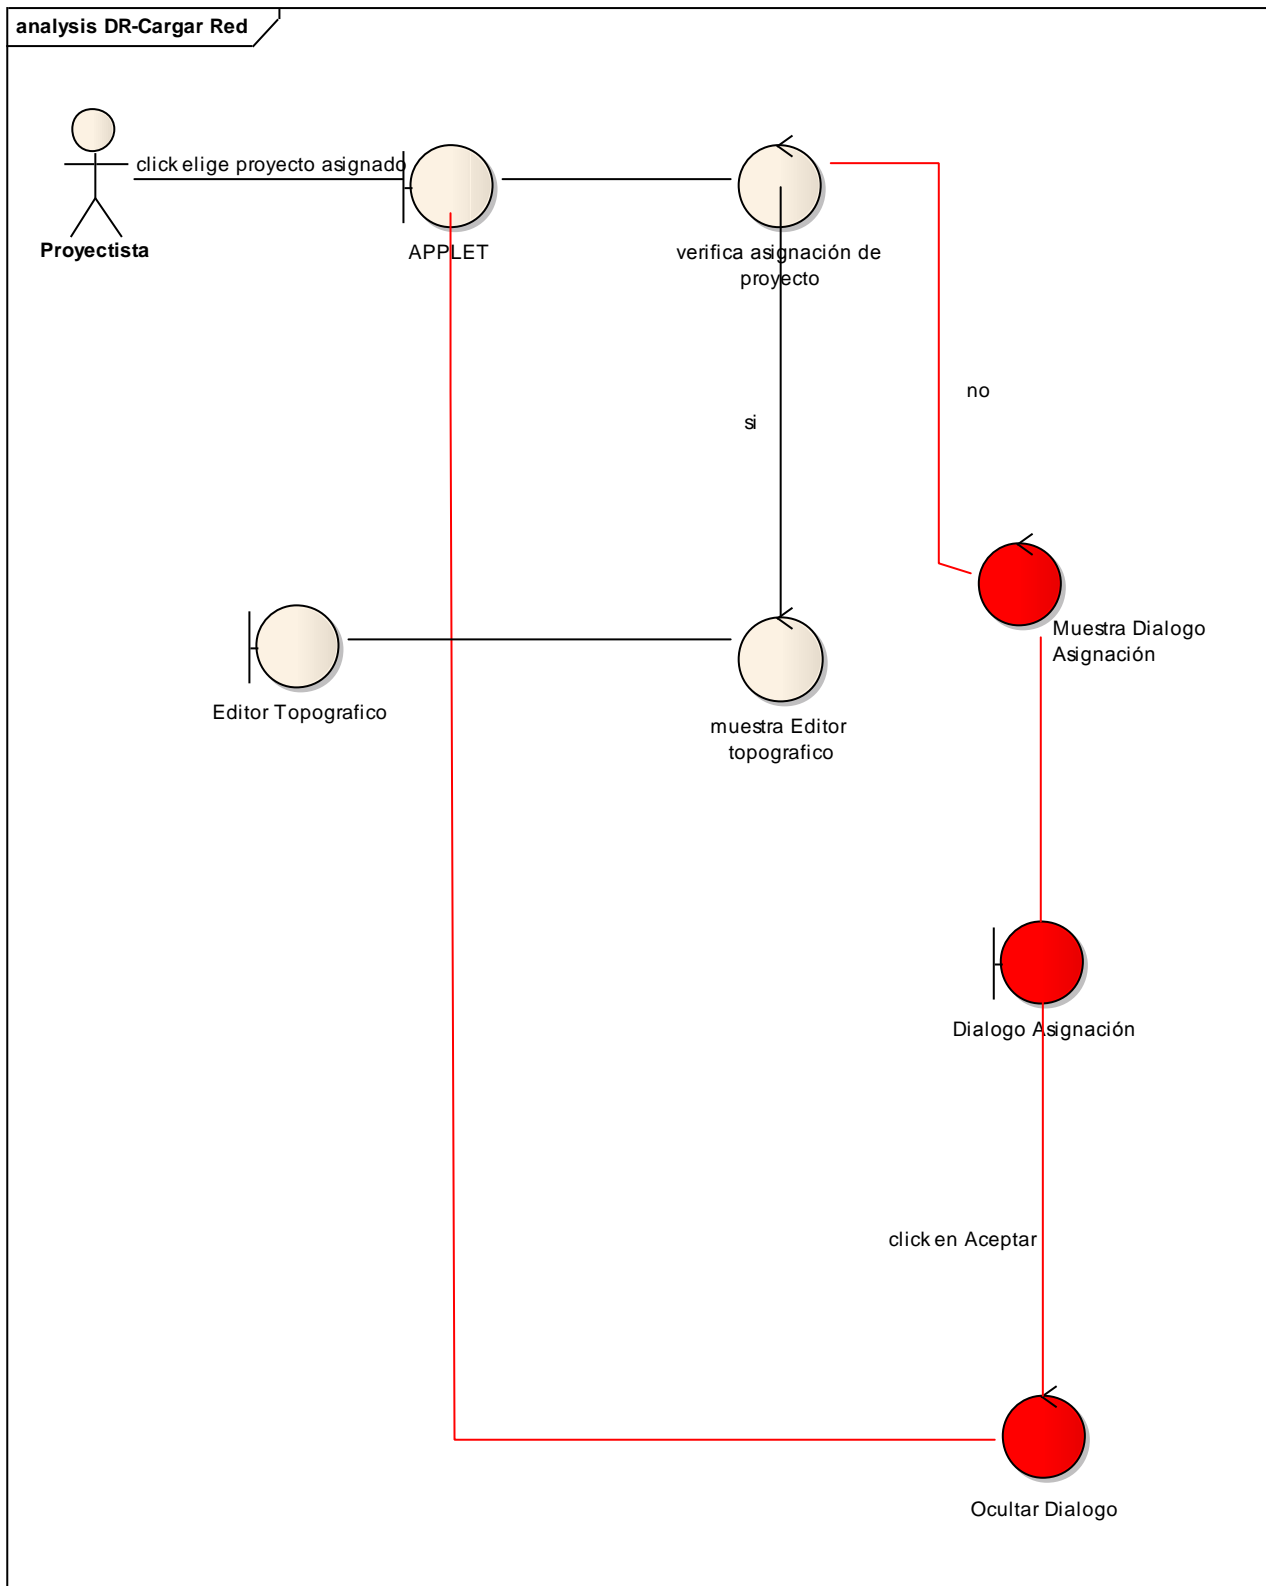 analysis DR-Cargar Red
click elige proyecto asignado
Proyectista
APPLET
verifica asignación de
proyecto
no
si
Muestra Dialogo
Asignación
Editor Topografico
muestra Editor
topografico
Dialogo Asignación
click en Aceptar
Ocultar Dialogo